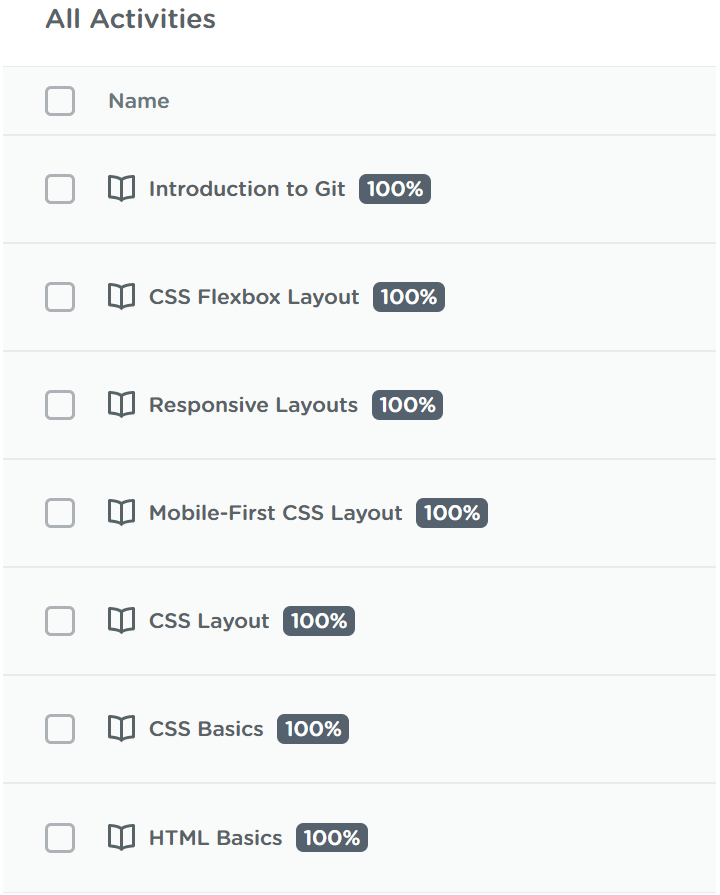 All Activities
Name
Introduction to Git 100%
CSS Flexbox Layout 100%
Responsive Layouts 100%
Mobile-First CSS Layout 100%
CSS Layout 100%
CSS Basics 100%
HTML Basics 100%